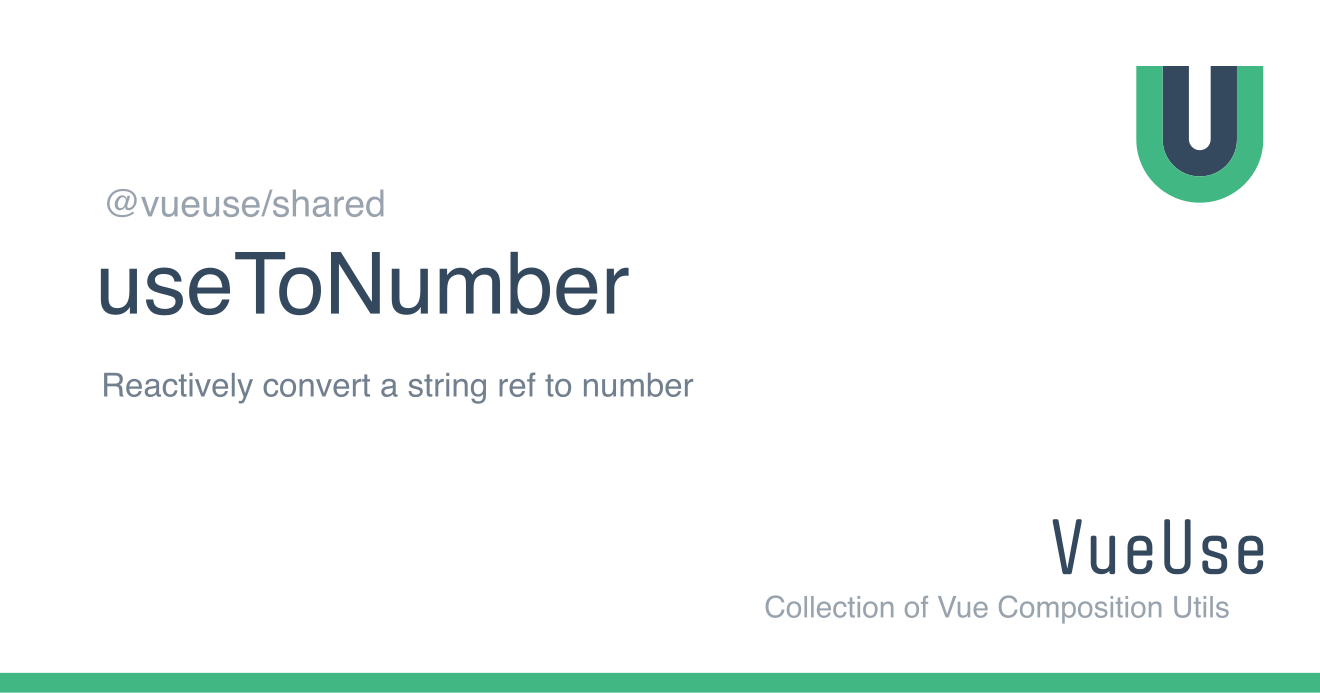 @vueuse/shared
useToNumber
Reactively convert a string ref to number
VueUse
Collection of Vue Composition Utils